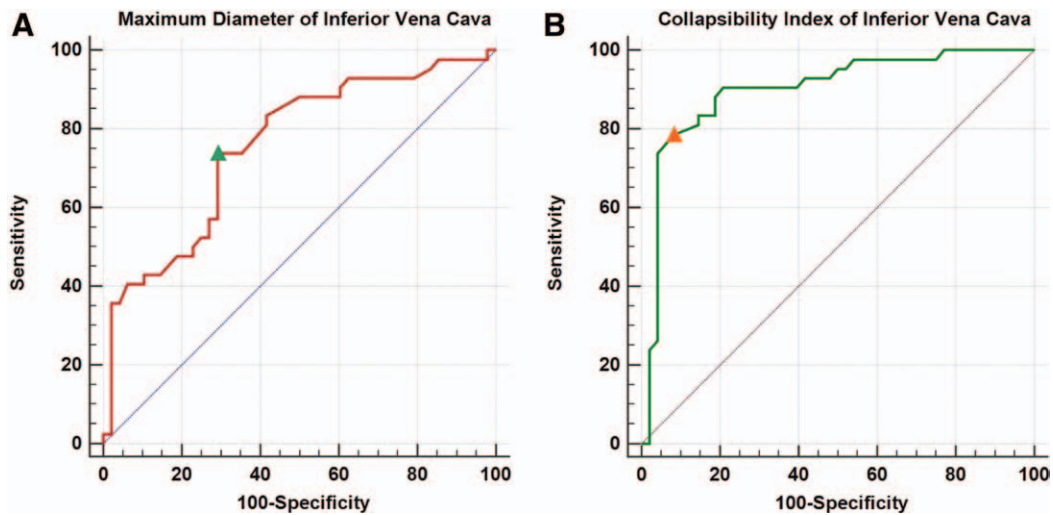 A
Maximum Diameter of Inferior Vena Cava
100
80
60
40
20
0
Sensitivity
0 20 40 60 80 100
100-Specificity
B
Collapsibility Index of Inferior Vena Cava
100
80
60
40
20
0
Sensitivity
0 20 40 60 80 100
100-Specificity